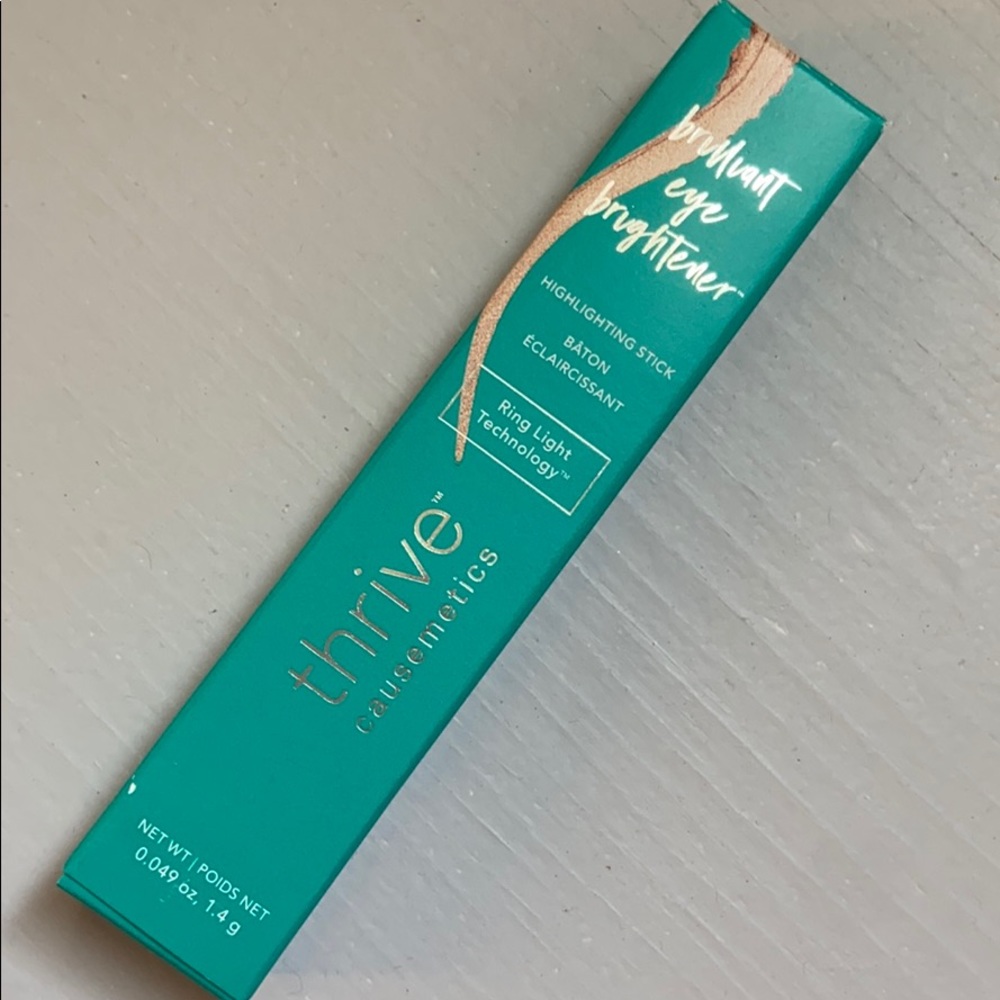 brilliant
eye
brightener™
HIGHLIGHTING STICK
BÂTON
ÉCLAIRCISSANT
Ring Light
Technology™
thrive™
causemetics
NET WT | POIDS NET
0.049 oz, 1.4 g